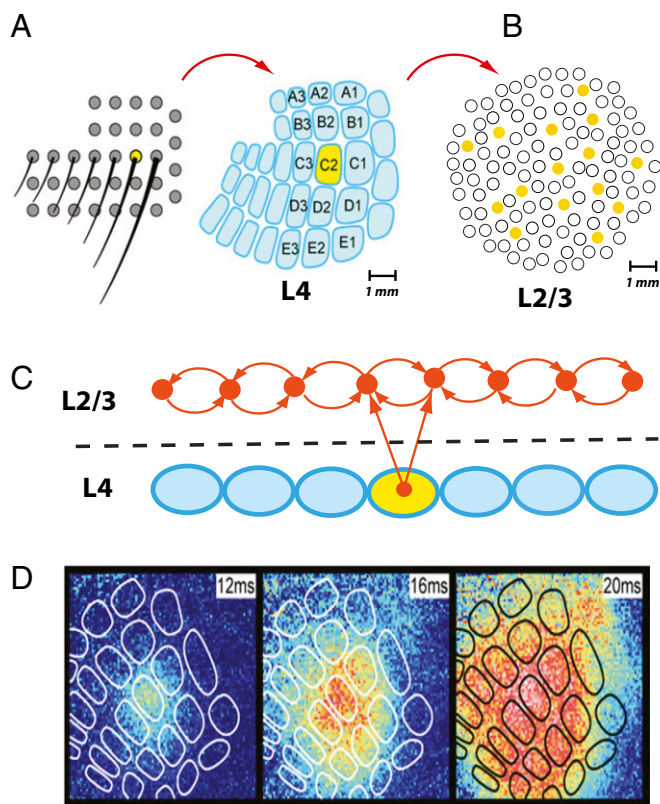 A
B
A3 A2 A1
B3 B2 B1
C3 C2 C1
D3 D2 D1
E3 E2 E1
1 mm
L4
1 mm
L2/3
C
L2/3
L4
D
12ms
16ms
20ms